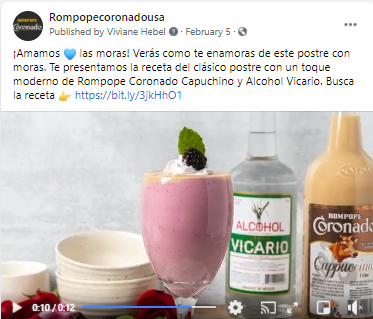 Rompopecoronadousa
Published by Viviane Hebel · February 5 ·
¡Amamos 💙 las moras! Verás como te enamoras de este postre con
moras. Te presentamos la receta del clásico postre con un toque
moderno de Rompope Coronado Capuchino y Alcohol Vicario. Busca
la receta 👉 https://bit.ly/3jkHhO1
ALCOHOL
VICARIO
ROMPOPE
Coronado
Cappuccino
0:10 / 0:12